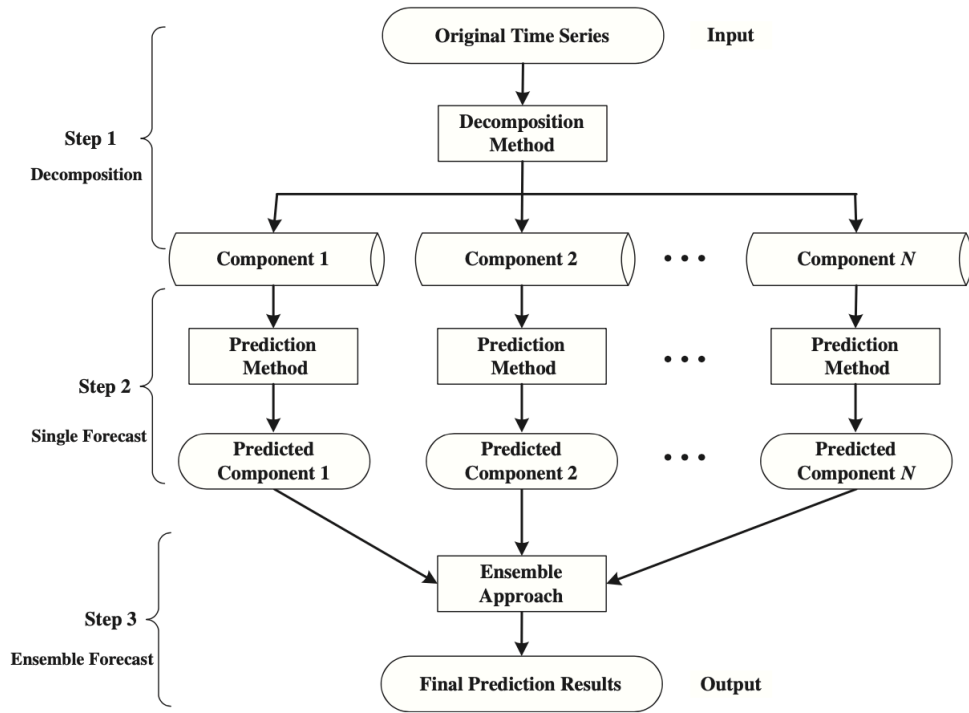 Original Time Series
Input
Decomposition
Method
Step 1
Decomposition
Component 1
Component 2
• • •
Component N
Prediction
Method
Prediction
Method
• • •
Prediction
Method
Step 2
Single Forecast
Predicted
Component 1
Predicted
Component 2
• • •
Predicted
Component N
Ensemble
Approach
Step 3
Ensemble Forecast
Final Prediction Results
Output